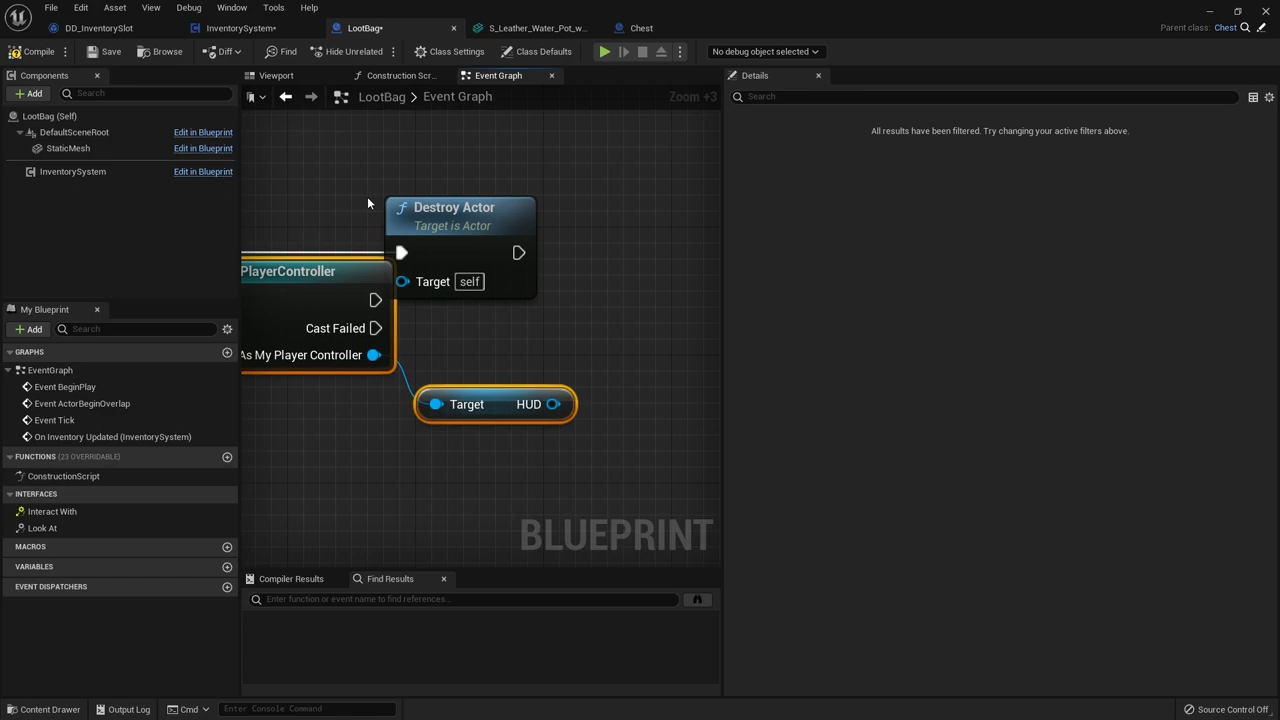 File Edit Asset View Debug Window Tools Help
DD_InventorySlot InventorySystem* LootBag* S_Leather_Water_Pot_w... Chest Parent class: Chest
Compile Save Browse Diff Find Hide Unrelated Class Settings Class Defaults No debug object selected
Components Viewport Construction Scr... Event Graph Details
Add Search LootBag > Event Graph Zoom +3 Search
LootBag (Self)
DefaultSceneRoot Edit in Blueprint
StaticMesh Edit in Blueprint
InventorySystem Edit in Blueprint
All results have been filtered. Try changing your active filters above.
Destroy Actor
Target is Actor
Target self
PlayerController
Cast Failed
As My Player Controller
Target HUD
BLUEPRINT
My Blueprint
Add Search
GRAPHS
EventGraph
Event BeginPlay
Event ActorBeginOverlap
Event Tick
On Inventory Updated (InventorySystem)
FUNCTIONS (23 OVERRIDABLE)
ConstructionScript
INTERFACES
Interact With
Look At
MACROS
VARIABLES
EVENT DISPATCHERS
Compiler Results Find Results
Enter function or event name to find references...
Content Drawer Output Log Cmd Enter Console Command Source Control Off